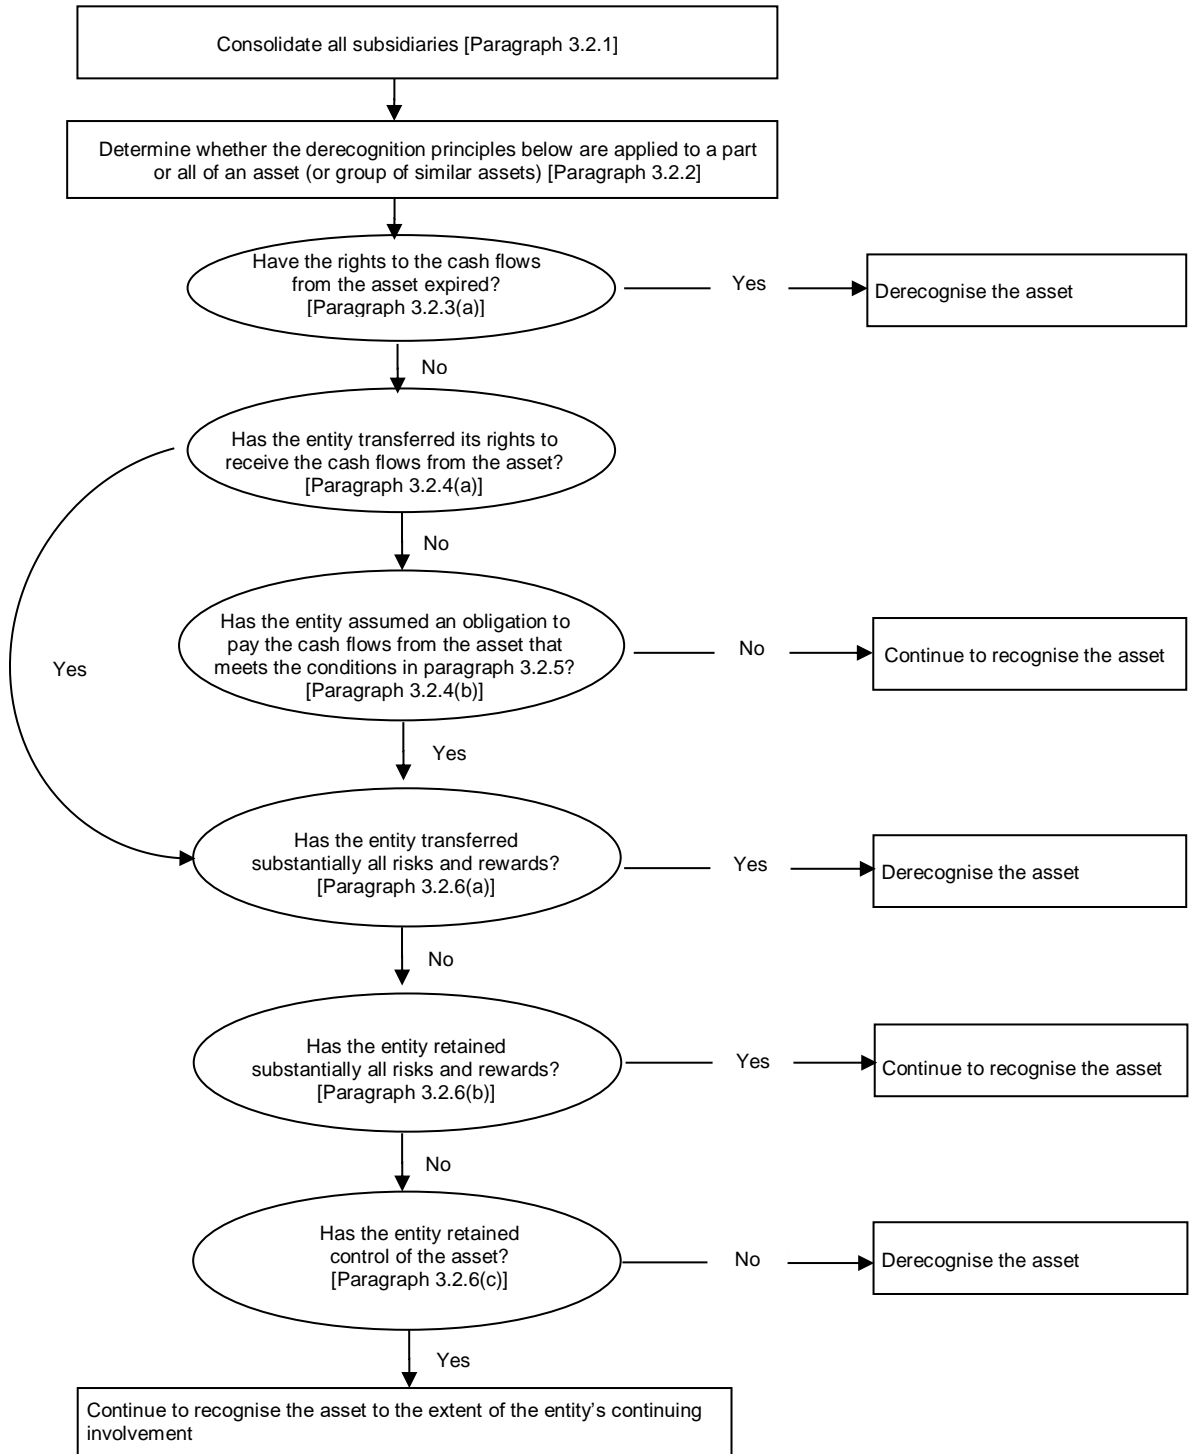 Consolidate all subsidiaries [Paragraph 3.2.1]
Determine whether the derecognition principles below are applied to a part
or all of an asset (or group of similar assets) [Paragraph 3.2.2]
Have the rights to the cash flows
from the asset expired?
[Paragraph 3.2.3(a)]
Yes
Derecognise the asset
No
Has the entity transferred its rights to
receive the cash flows from the asset?
[Paragraph 3.2.4(a)]
No
Has the entity assumed an obligation to
pay the cash flows from the asset that
meets the conditions in paragraph 3.2.5?
[Paragraph 3.2.4(b)]
No
Continue to recognise the asset
Yes
Yes
Has the entity transferred
substantially all risks and rewards?
[Paragraph 3.2.6(a)]
Yes
Derecognise the asset
No
Has the entity retained
substantially all risks and rewards?
[Paragraph 3.2.6(b)]
Yes
Continue to recognise the asset
No
Has the entity retained
control of the asset?
[Paragraph 3.2.6(c)]
No
Derecognise the asset
Yes
Continue to recognise the asset to the extent of the entity's continuing
involvement